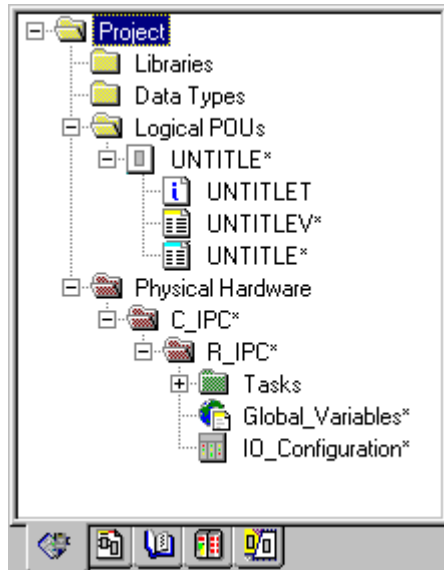 Project
Libraries
Data Types
Logical POUs
UNTITLE*
UNTITLET
UNTITLEV*
UNTITLE*
Physical Hardware
C_IPC*
R_IPC*
Tasks
Global_Variables*
IO_Configuration*